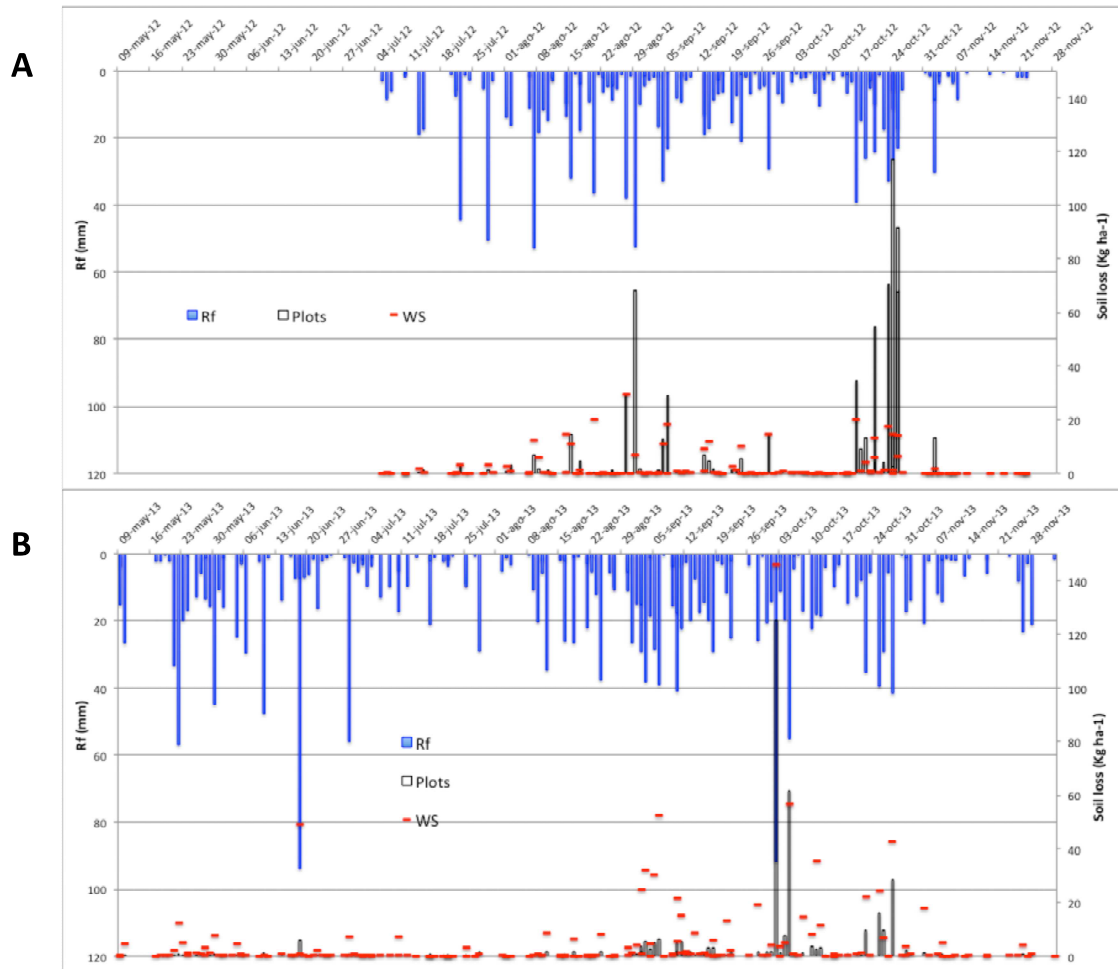 09-may-12 16-may-12 23-may-12 30-may-12 06-jun-12 13-jun-12 20-jun-12 27-jun-12 04-jul-12 11-jul-12 18-jul-12 25-jul-12 01-ago-12 08-ago-12 15-ago-12 22-ago-12 29-ago-12 05-sep-12 12-sep-12 19-sep-12 26-sep-12 03-oct-12 10-oct-12 17-oct-12 24-oct-12 31-oct-12 07-nov-12 14-nov-12 21-nov-12 28-nov-12
A
0
20
40
60
80
100
120
Rf (mm)
Rf Plots WS
140
120
100
80
60
40
20
0
Soil loss (Kg ha-1)
09-may-13 16-may-13 23-may-13 30-may-13 06-jun-13 13-jun-13 20-jun-13 27-jun-13 04-jul-13 11-jul-13 18-jul-13 25-jul-13 01-ago-13 08-ago-13 15-ago-13 22-ago-13 29-ago-13 05-sep-13 12-sep-13 19-sep-13 26-sep-13 03-oct-13 10-oct-13 17-oct-13 24-oct-13 31-oct-13 07-nov-13 14-nov-13 21-nov-13 28-nov-13
B
0
20
40
60
80
100
120
Rf (mm)
Rf
Plots
WS
140
120
100
80
60
40
20
0
Soil loss (Kg ha-1)